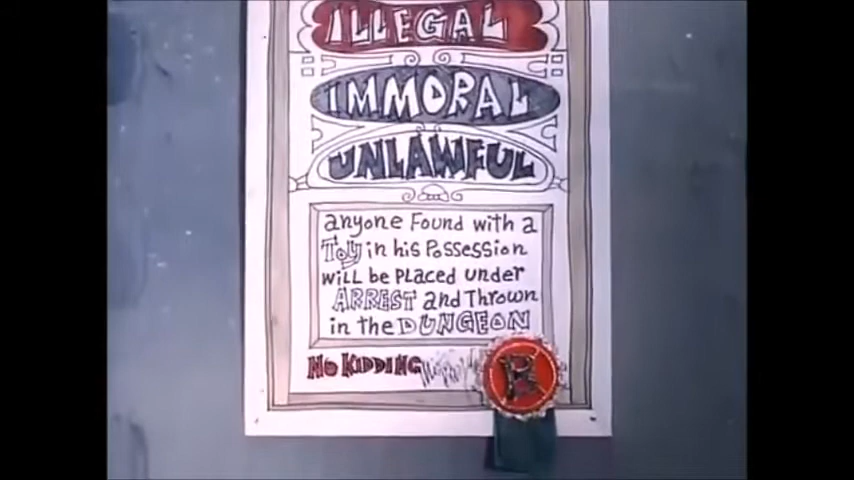 ILLEGAL
IMMORAL
UNLAWFUL
anyone Found with a
Toy in his Possession
will be Placed under
ARREST and Thrown
in the DUNGEON
No KIDDING
B